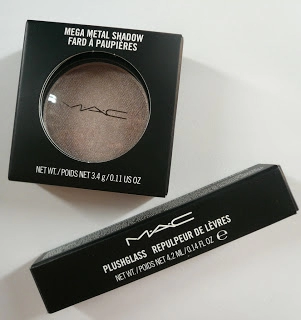 MEGA METAL SHADOW
FARD À PAUPIÈRES
MAC
NET WT./POIDS NET 3.4 g/0.11 US OZ
MAC
PLUSHGLASS REPULPEUR DE LÈVRES
NET WT./POIDS NET 4.2 ML/0.14 FL. OZ ℮